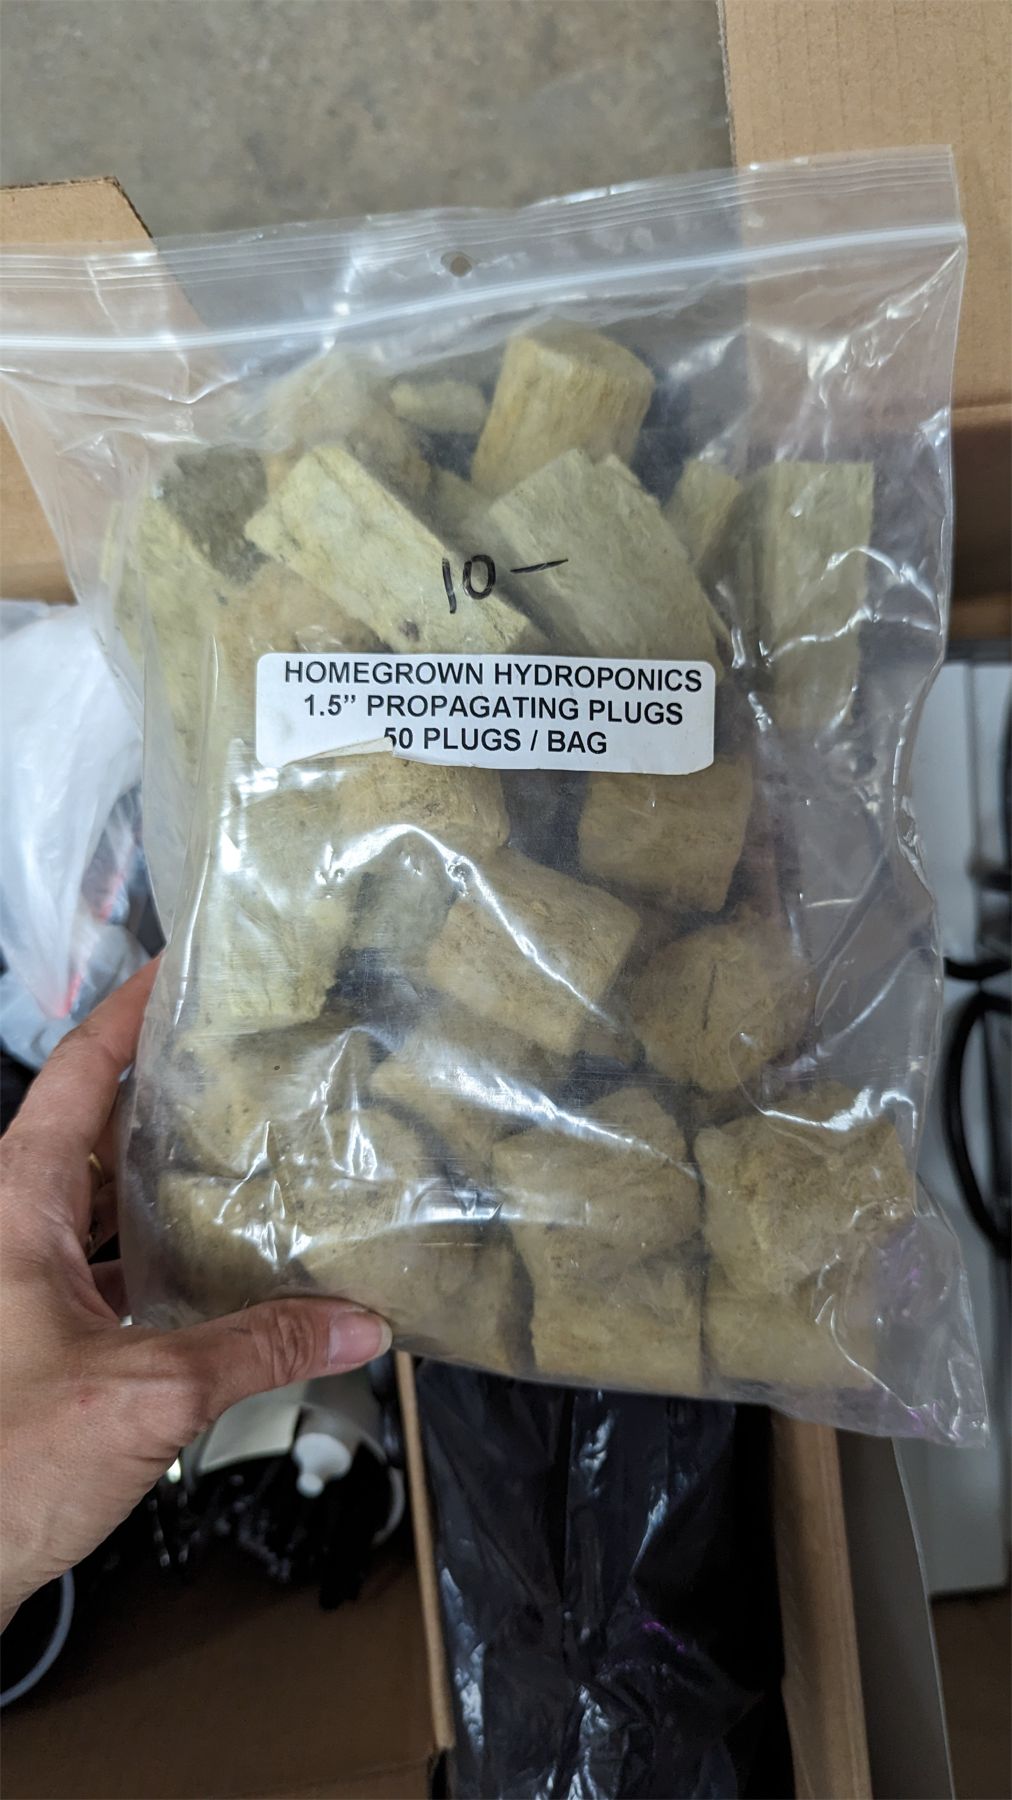 10-
HOMEGROWN HYDROPONICS
1.5” PROPAGATING PLUGS
50 PLUGS / BAG